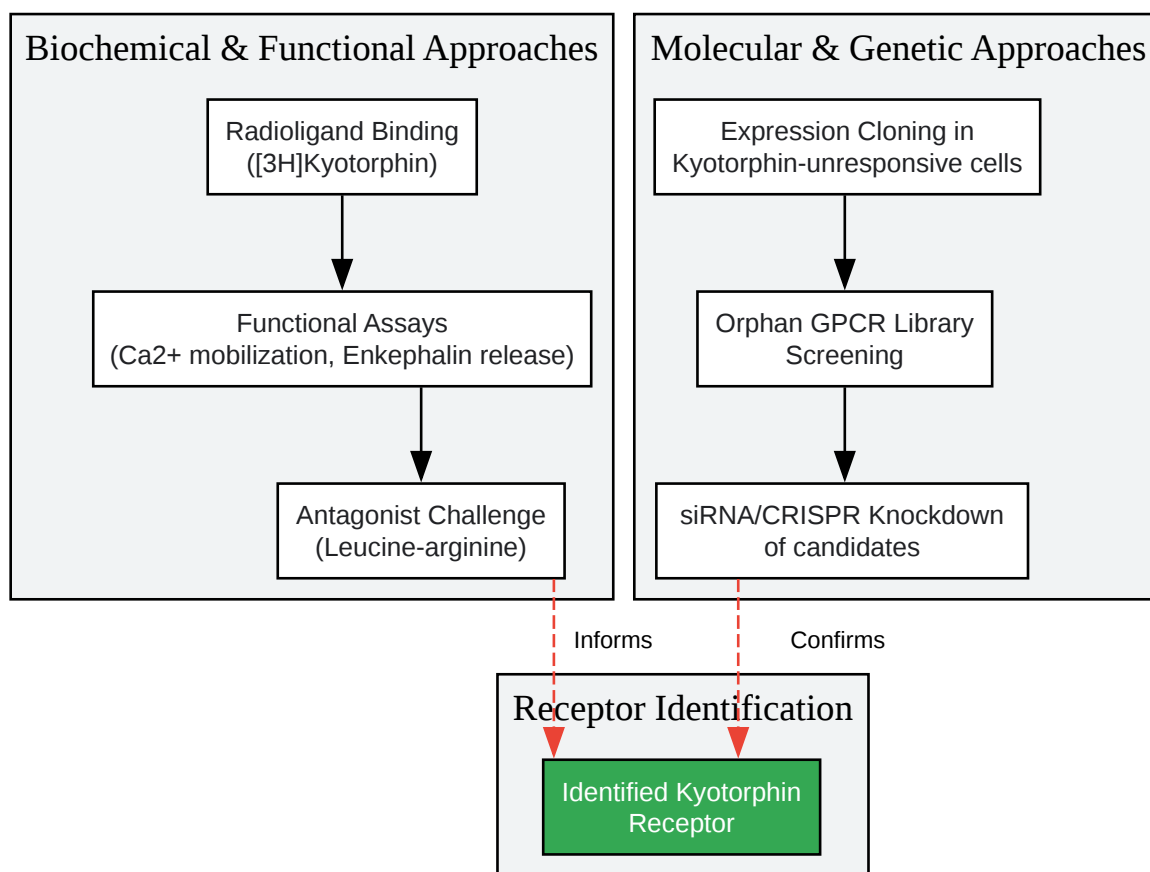 Biochemical & Functional Approaches
Radioligand Binding
([3H]Kyotorphin)
Functional Assays
(Ca2+ mobilization, Enkephalin release)
Antagonist Challenge
(Leucine-arginine)
Molecular & Genetic Approaches
Expression Cloning in
Kyotorphin-unresponsive cells
Orphan GPCR Library
Screening
siRNA/CRISPR Knockdown
of candidates
Informs
Confirms
Receptor Identification
Identified Kyotorphin
Receptor